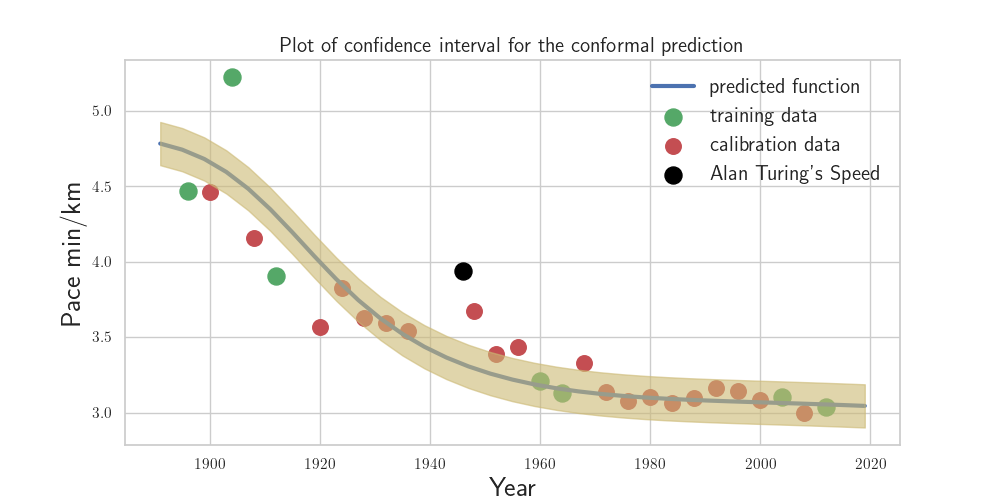 Plot of confidence interval for the conformal prediction
predicted function
training data
calibration data
Alan Turing's Speed
5.0
4.5
4.0
3.5
3.0
Pace min/km
1900 1920 1940 1960 1980 2000 2020
Year